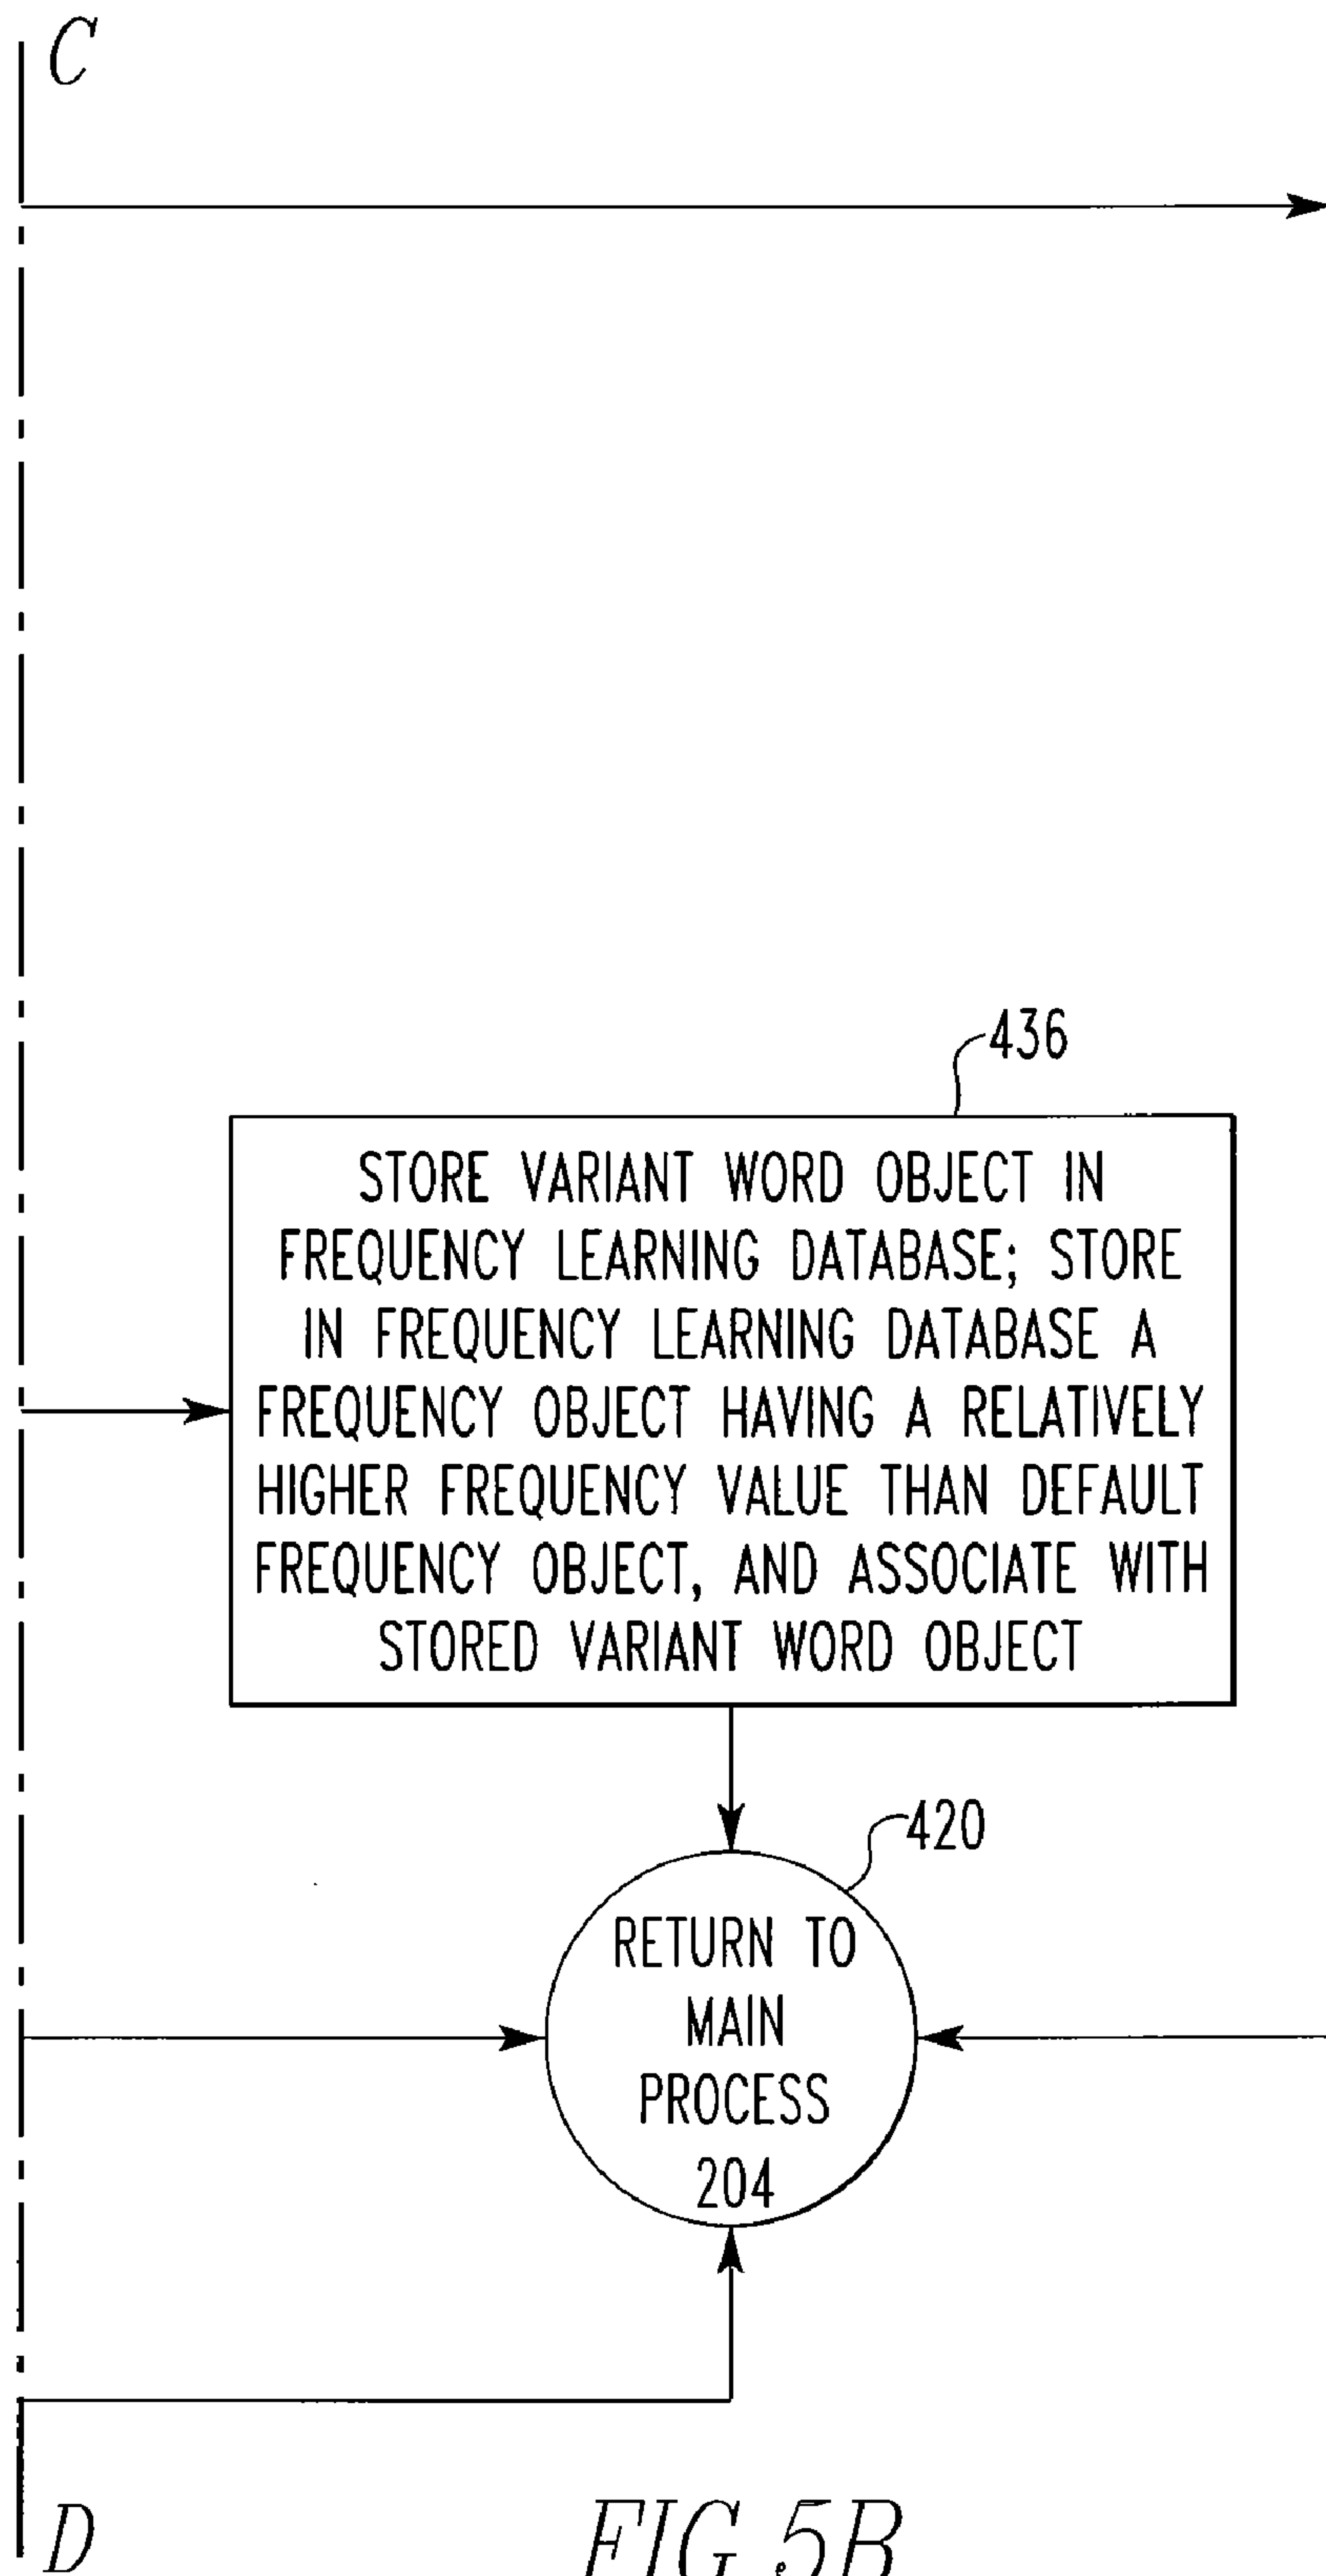 C
436
STORE VARIANT WORD OBJECT IN
FREQUENCY LEARNING DATABASE; STORE
IN FREQUENCY LEARNING DATABASE A
FREQUENCY OBJECT HAVING A RELATIVELY
HIGHER FREQUENCY VALUE THAN DEFAULT
FREQUENCY OBJECT, AND ASSOCIATE WITH
STORED VARIANT WORD OBJECT
420
RETURN TO
MAIN
PROCESS
204
D
FIG.5B